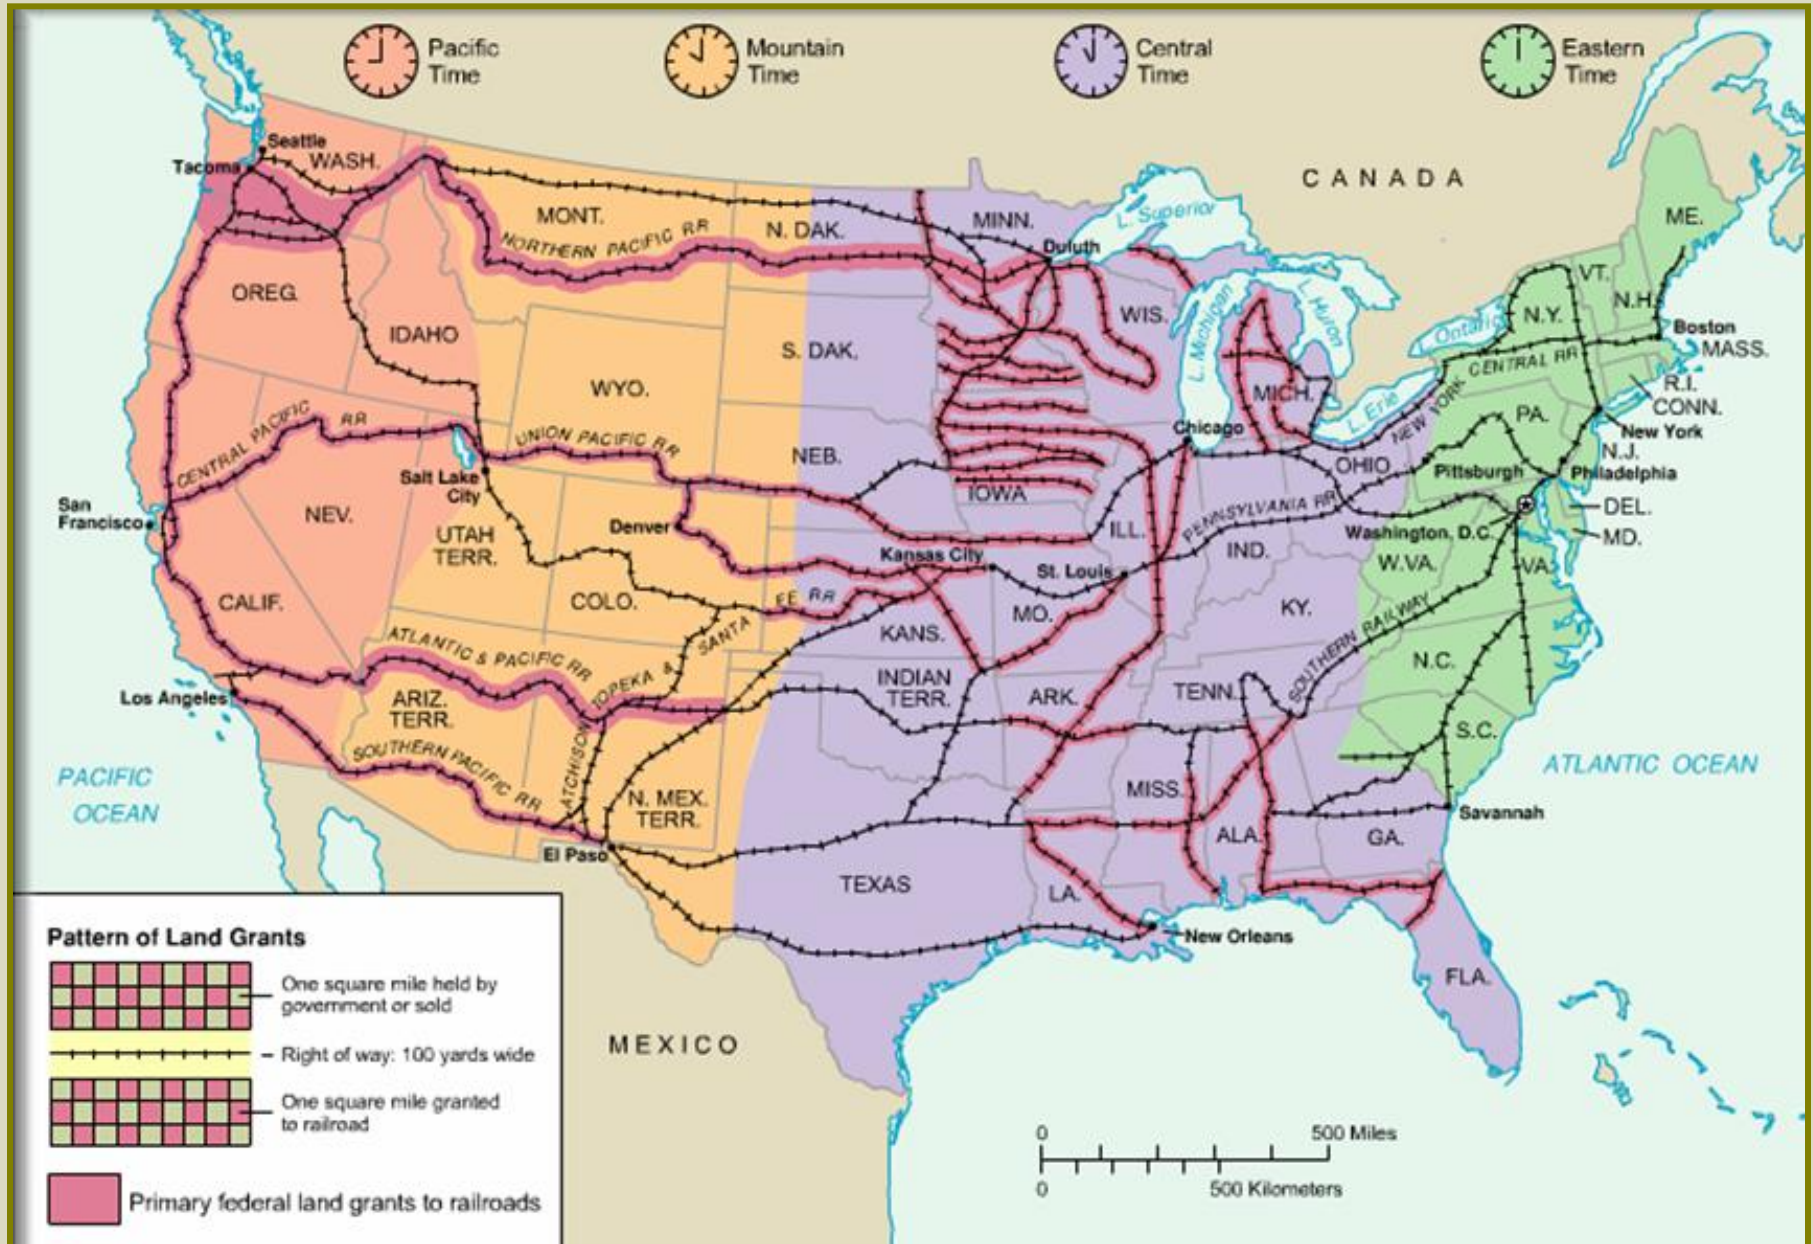 Pacific
Time
Mountain
Time
Central
Time
Eastern
Time
CANADA
Seattle
Tacoma
WASH.
MONT.
N. DAK.
MINN.
L. Superior
Duluth
ME.
NORTHERN PACIFIC RR
OREG.
IDAHO
S. DAK.
WIS.
L. Michigan
L. Huron
MICH.
L. Ontario
L. Erie
VT.
N.H.
N.Y.
Boston
MASS.
R.I.
CONN.
NEW YORK CENTRAL RR
WYO.
CENTRAL PACIFIC RR
UNION PACIFIC RR
NEB.
IOWA
Chicago
OHIO
PA.
New York
N.J.
Pittsburgh
Philadelphia
DEL.
MD.
Salt Lake
City
San
Francisco
NEV.
UTAH
TERR.
Denver
Kansas City
St. Louis
ILL.
IND.
PENNSYLVANIA RR
Washington, D.C.
W.VA.
VA.
CALIF.
COLO.
KANS.
MO.
KY.
ATCHISON TOPEKA & SANTA FE RR
ATLANTIC & PACIFIC RR
SOUTHERN RAILWAY
Los Angeles
ARIZ.
TERR.
INDIAN
TERR.
ARK.
TENN.
N.C.
S.C.
SOUTHERN PACIFIC RR
N. MEX.
TERR.
MISS.
ALA.
GA.
Savannah
PACIFIC
OCEAN
ATLANTIC OCEAN
El Paso
TEXAS
LA.
New Orleans
FLA.
MEXICO
Pattern of Land Grants
One square mile held by
government or sold
Right of way: 100 yards wide
One square mile granted
to railroad
Primary federal land grants to railroads
0 500 Miles
0 500 Kilometers